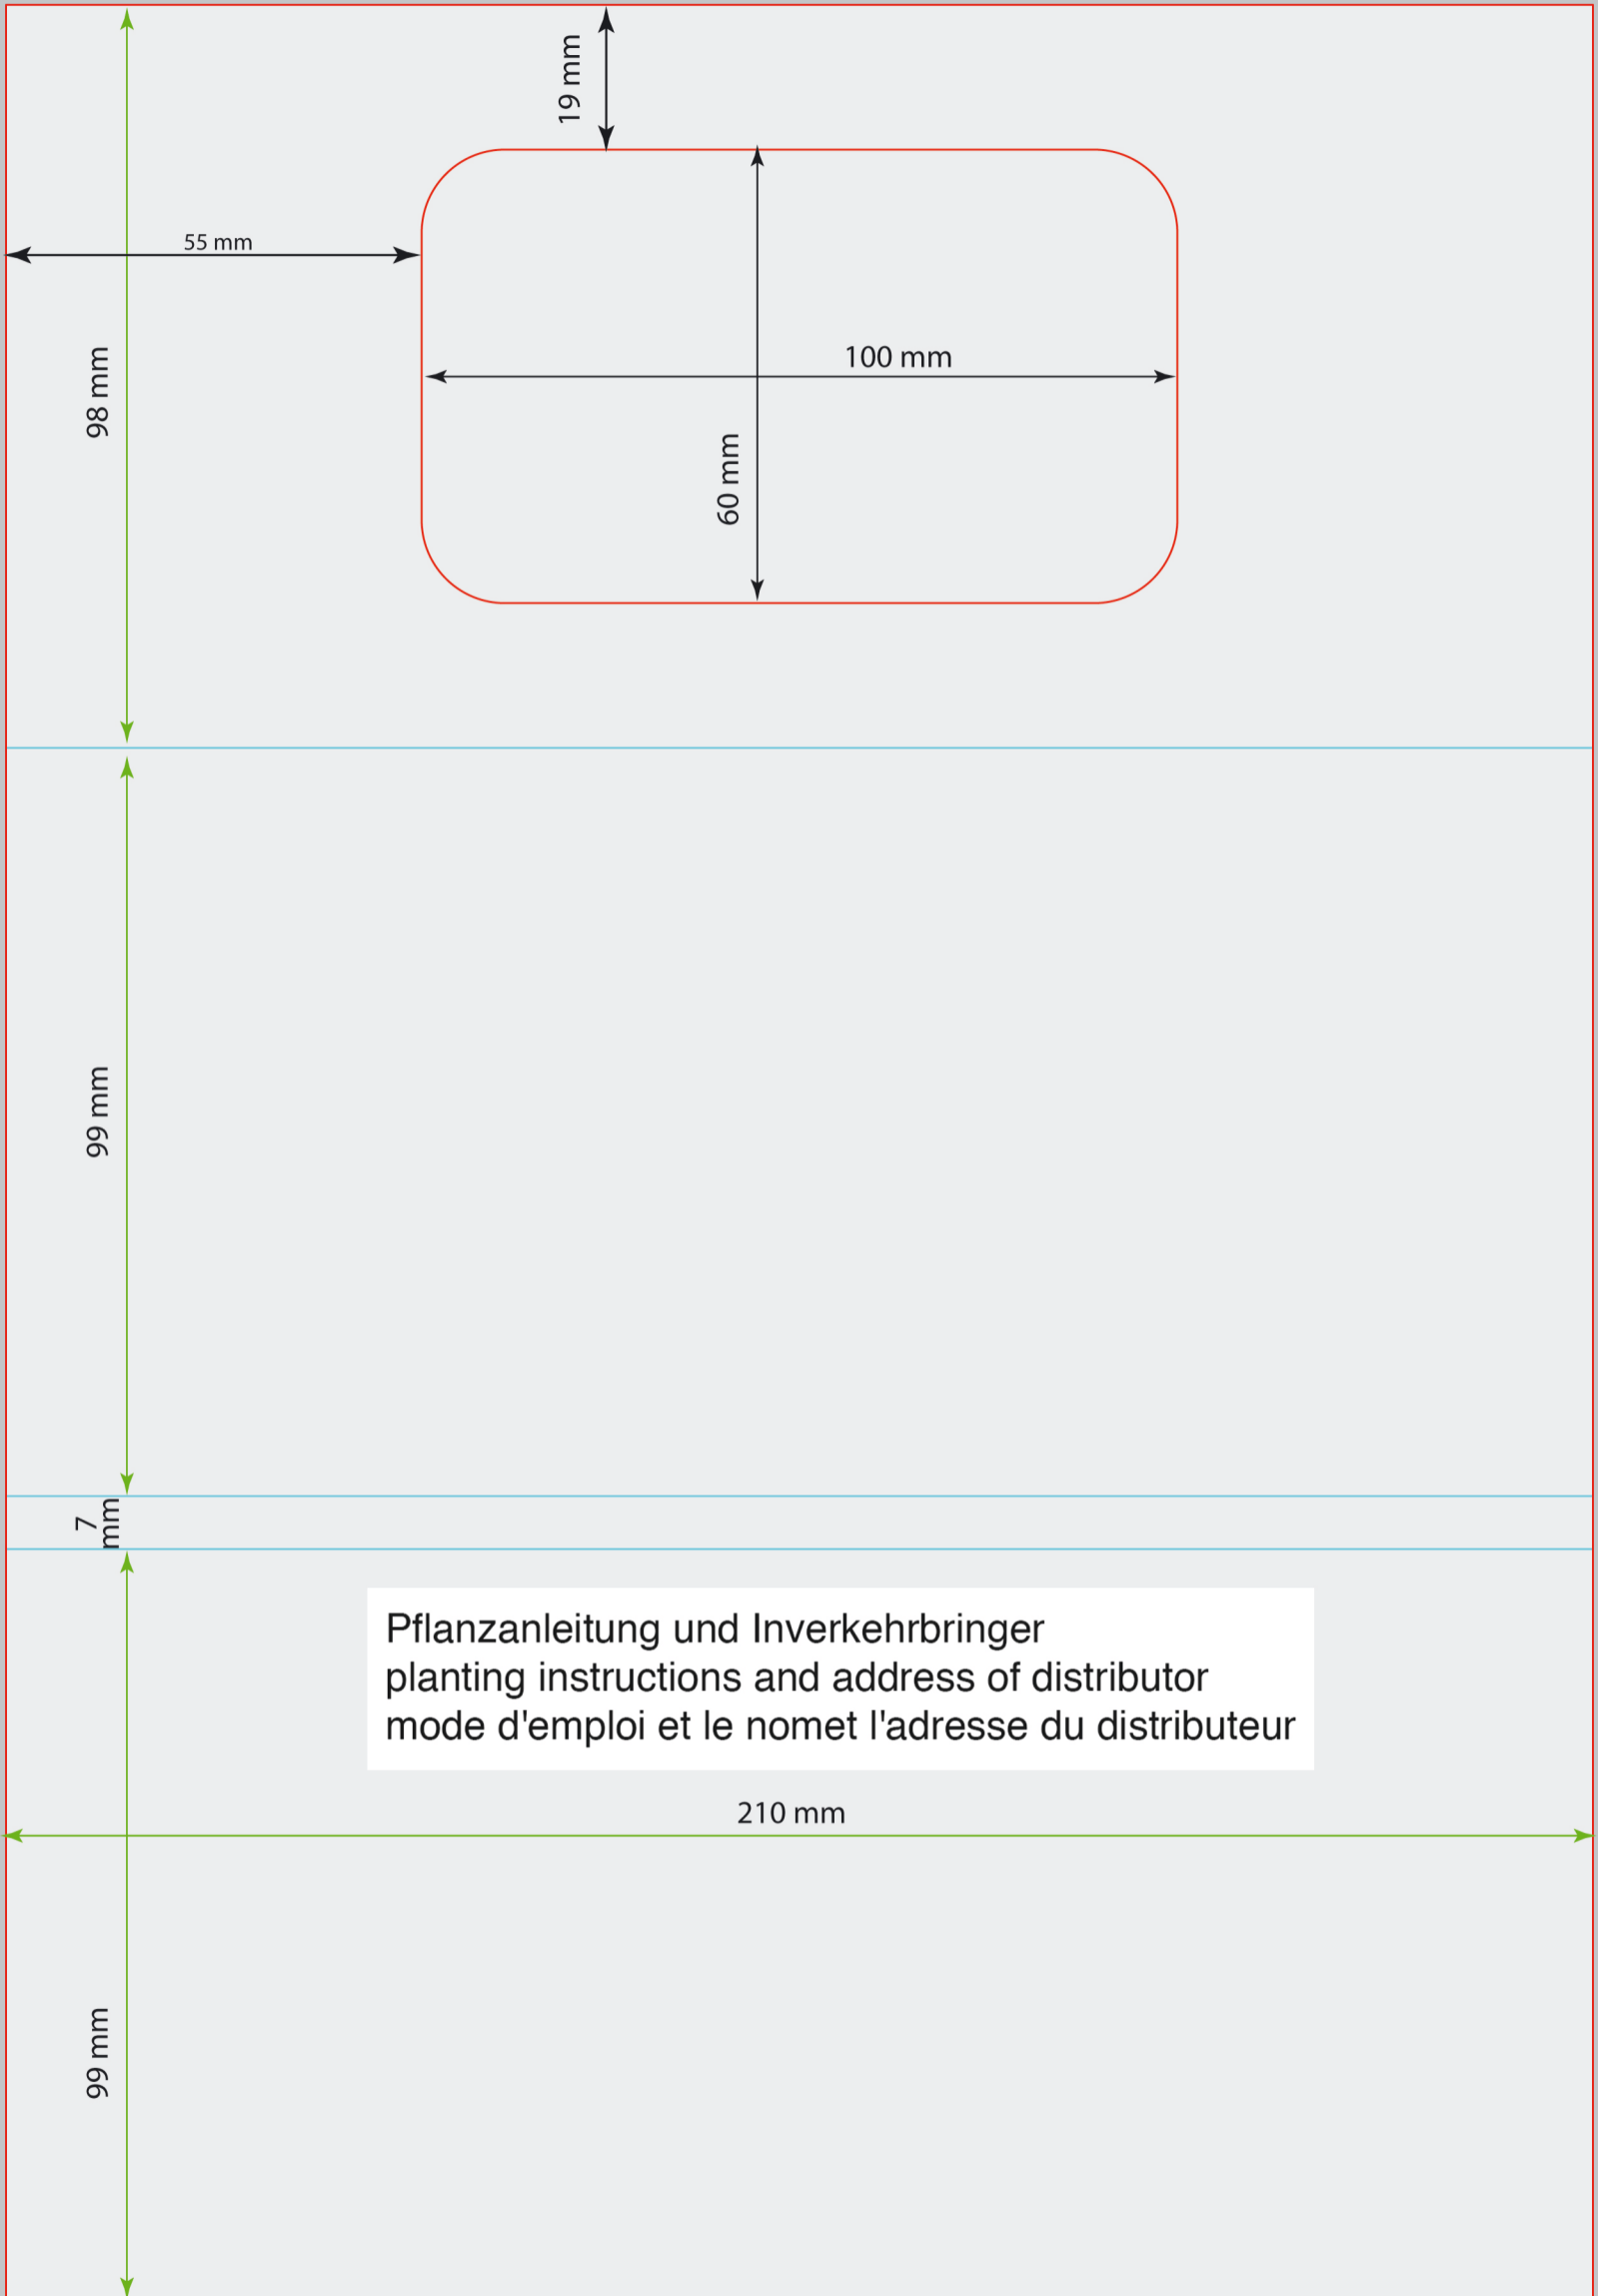 19 mm
55 mm
98 mm
100 mm
60 mm
99 mm
7
mm
Pflanzanleitung und Inverkehrbringer
planting instructions and address of distributor
mode d'emploi et le nomet l'adresse du distributeur
210 mm
99 mm